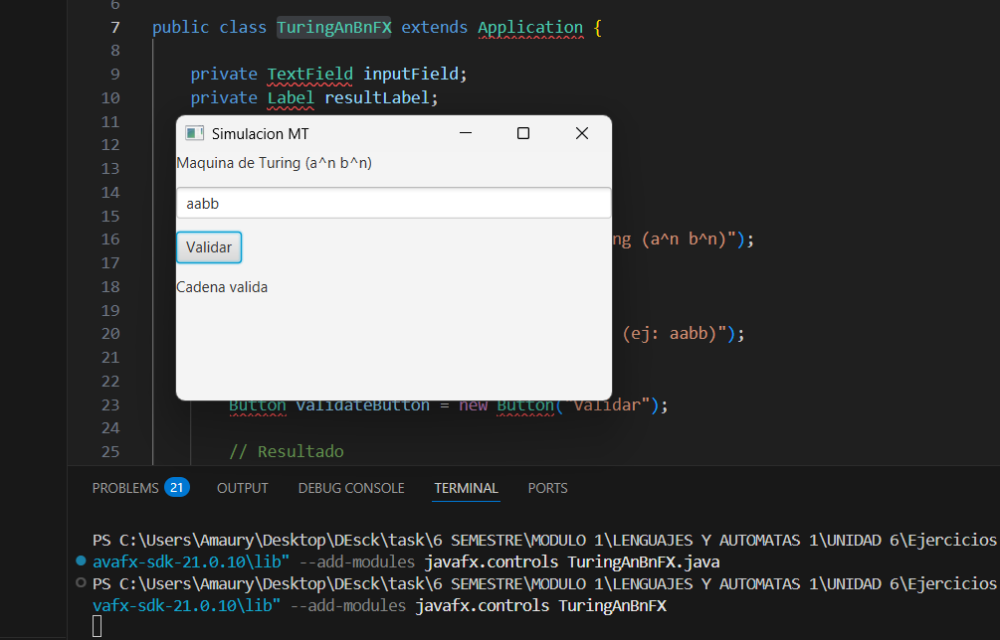 6
7 public class TuringAnBnFX extends Application {
8
9 private TextField inputField;
10 private Label resultLabel;
11
12
13
14
15
16 ng (a^n b^n)");
17
18
19
20 (ej: aabb)");
21
22
23 Button validateButton = new Button("Validar");
24
25 // Resultado
Simulacion MT
Maquina de Turing (a^n b^n)
aabb
Validar
Cadena valida
PROBLEMS 21 OUTPUT DEBUG CONSOLE TERMINAL PORTS
PS C:\Users\Amaury\Desktop\DEsck\task\6 SEMESTRE\MODULO 1\LENGUAJES Y AUTOMATAS 1\UNIDAD 6\Ejercicios
avafx-sdk-21.0.10\lib" --add-modules javafx.controls TuringAnBnFX.java
PS C:\Users\Amaury\Desktop\DEsck\task\6 SEMESTRE\MODULO 1\LENGUAJES Y AUTOMATAS 1\UNIDAD 6\Ejercicios
vafx-sdk-21.0.10\lib" --add-modules javafx.controls TuringAnBnFX